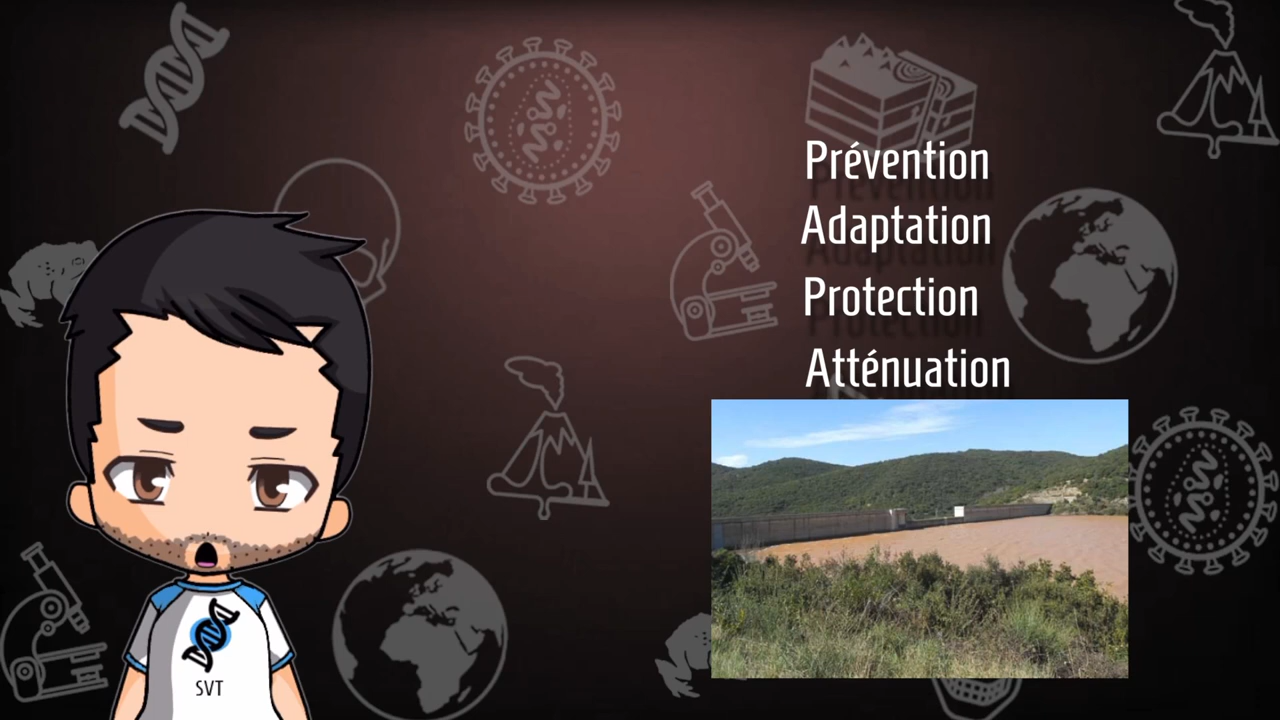 Prévention
Adaptation
Protection
Atténuation
SVT